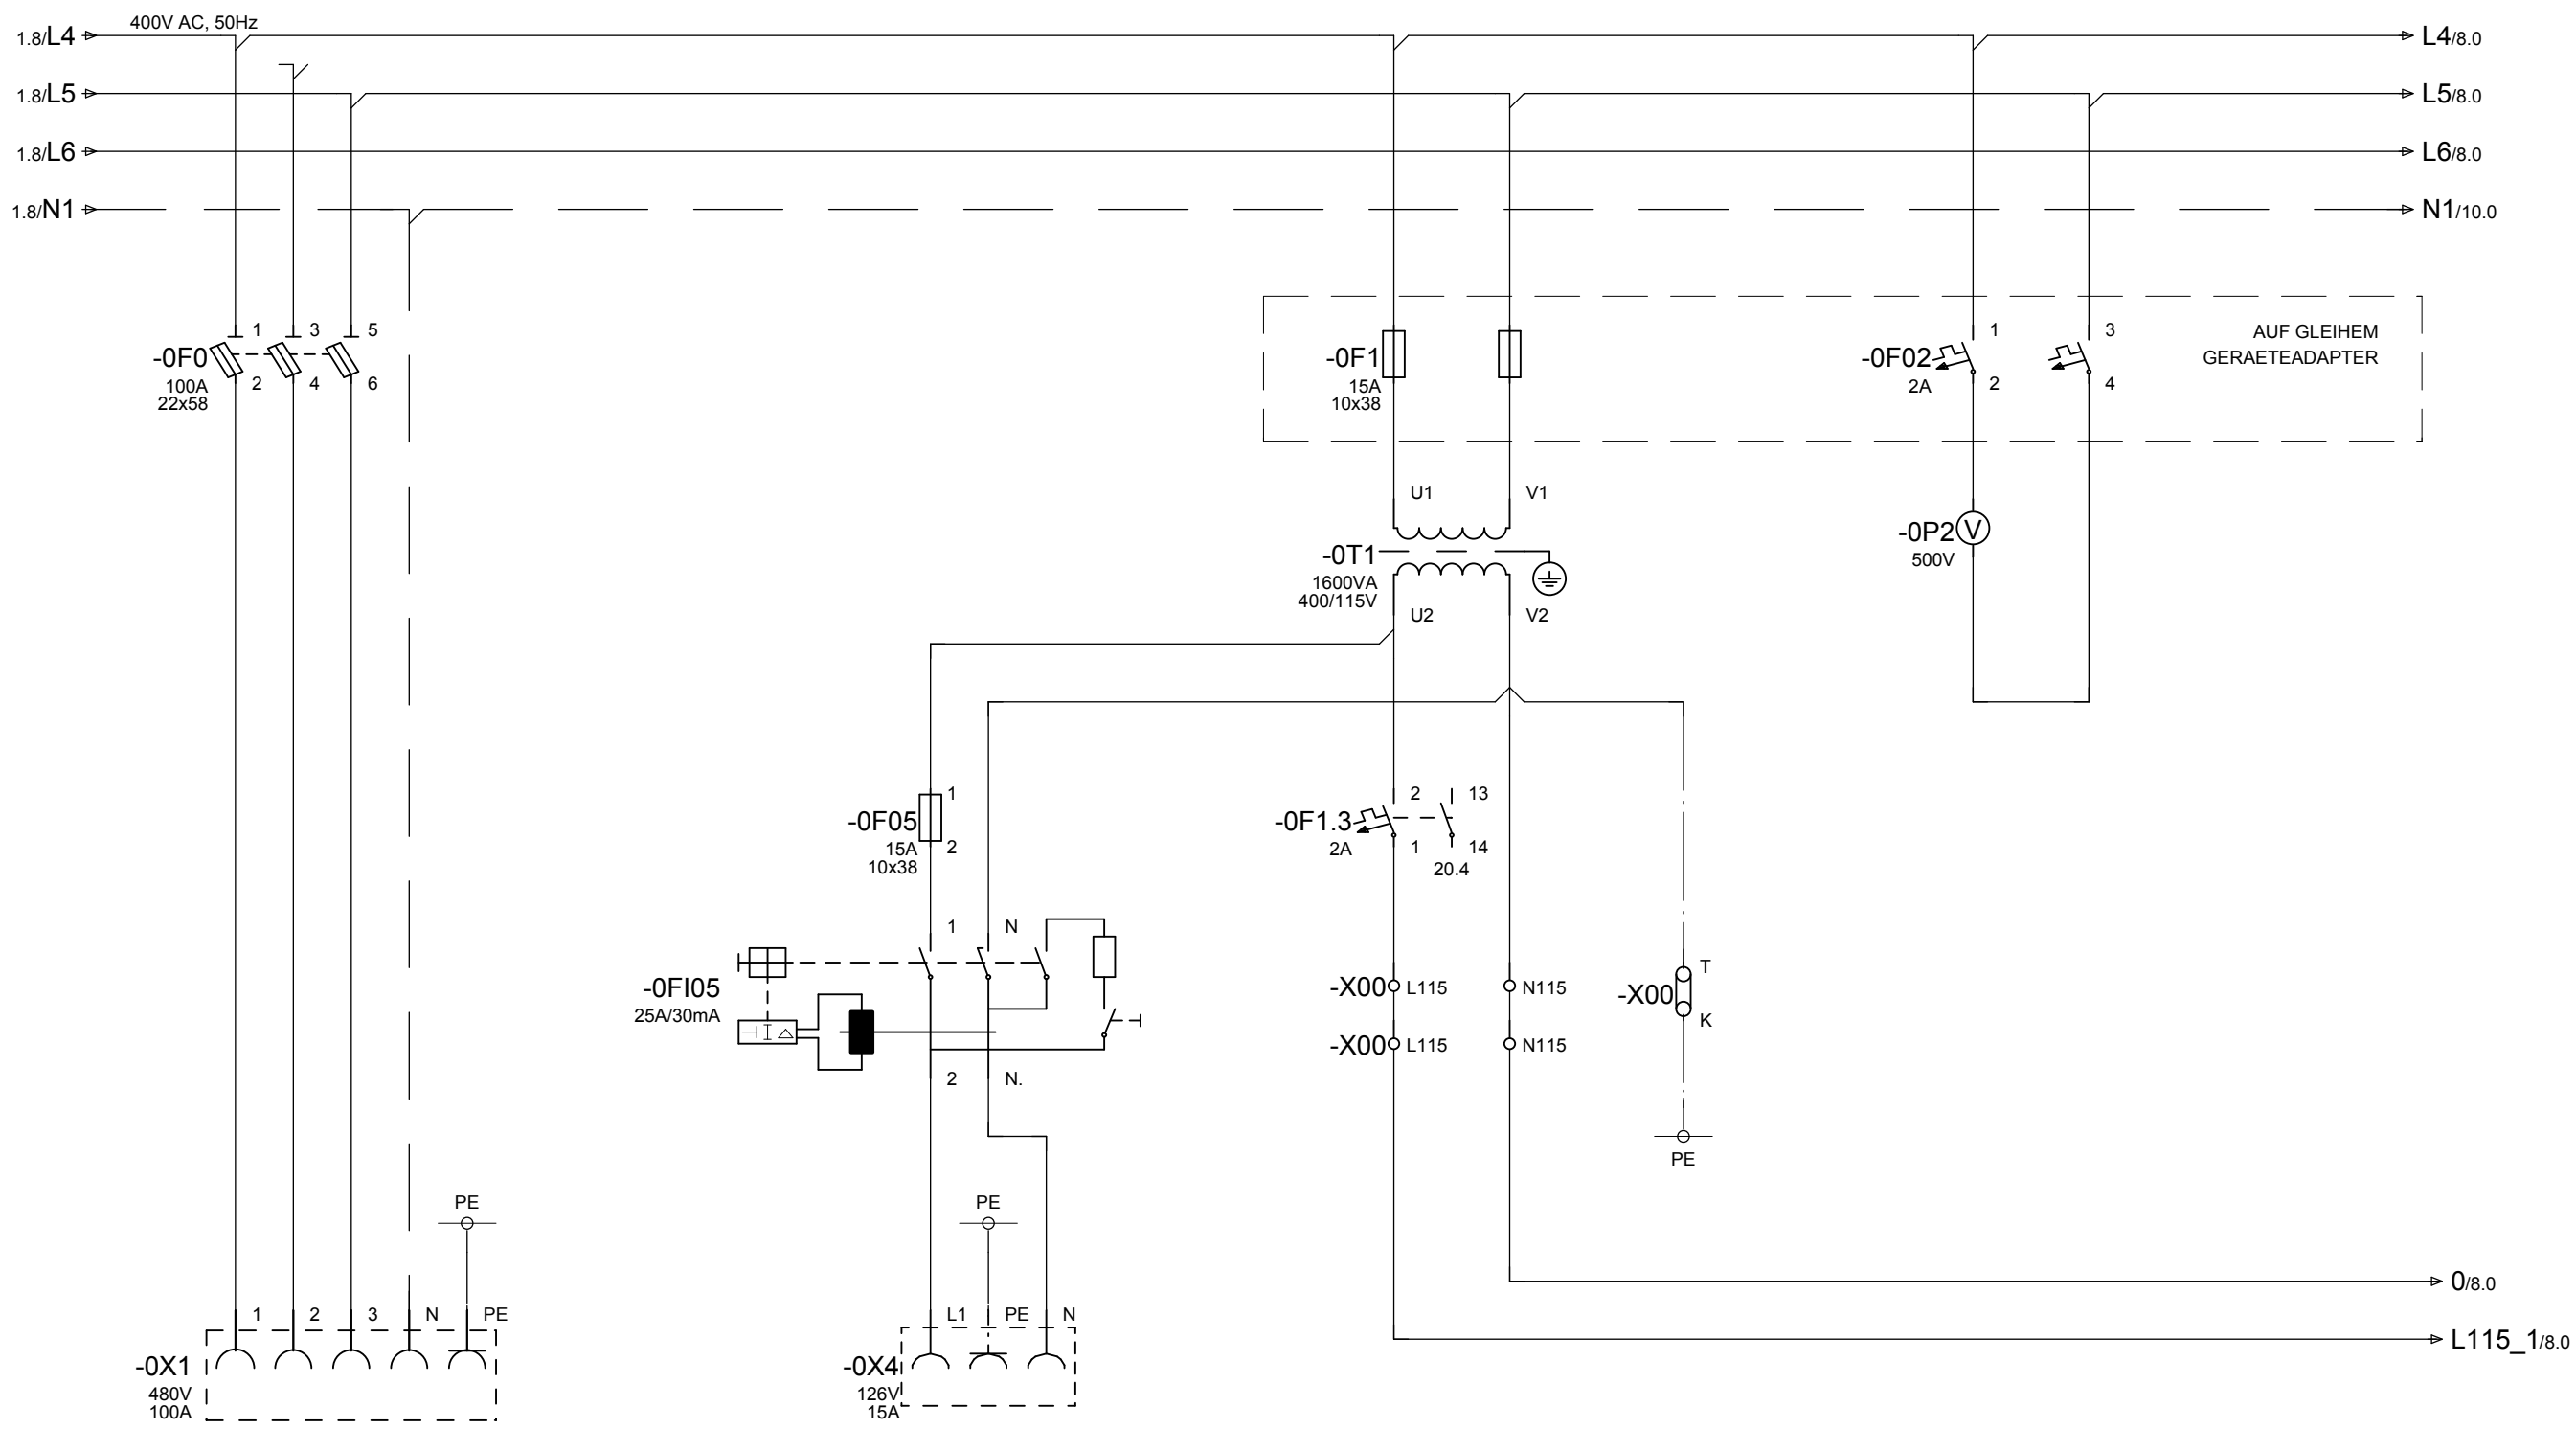 400V AC, 50Hz
1.8/L4
L4/8.0
1.8/L5
L5/8.0
1.8/L6
L6/8.0
1.8/N1
N1/10.0
-0F0
100A
22x58
1
2
3
4
5
6
-0F1
15A
10x38
-0F02
2A
1
2
3
4
AUF GLEIHEM
GERAETEADAPTER
U1
V1
-0T1
1600VA
400/115V
U2
V2
-0P2
V
500V
-0F05
15A
10x38
1
2
-0F1.3
2A
2
1
13
14
20.4
-0FI05
25A/30mA
1
N
2
N.
-X00
L115
N115
-X00
L115
N115
-X00
T
K
PE
PE
PE
0/8.0
L115_1/8.0
1
2
3
N
PE
-0X1
480V
100A
L1
PE
N
-0X4
126V
15A